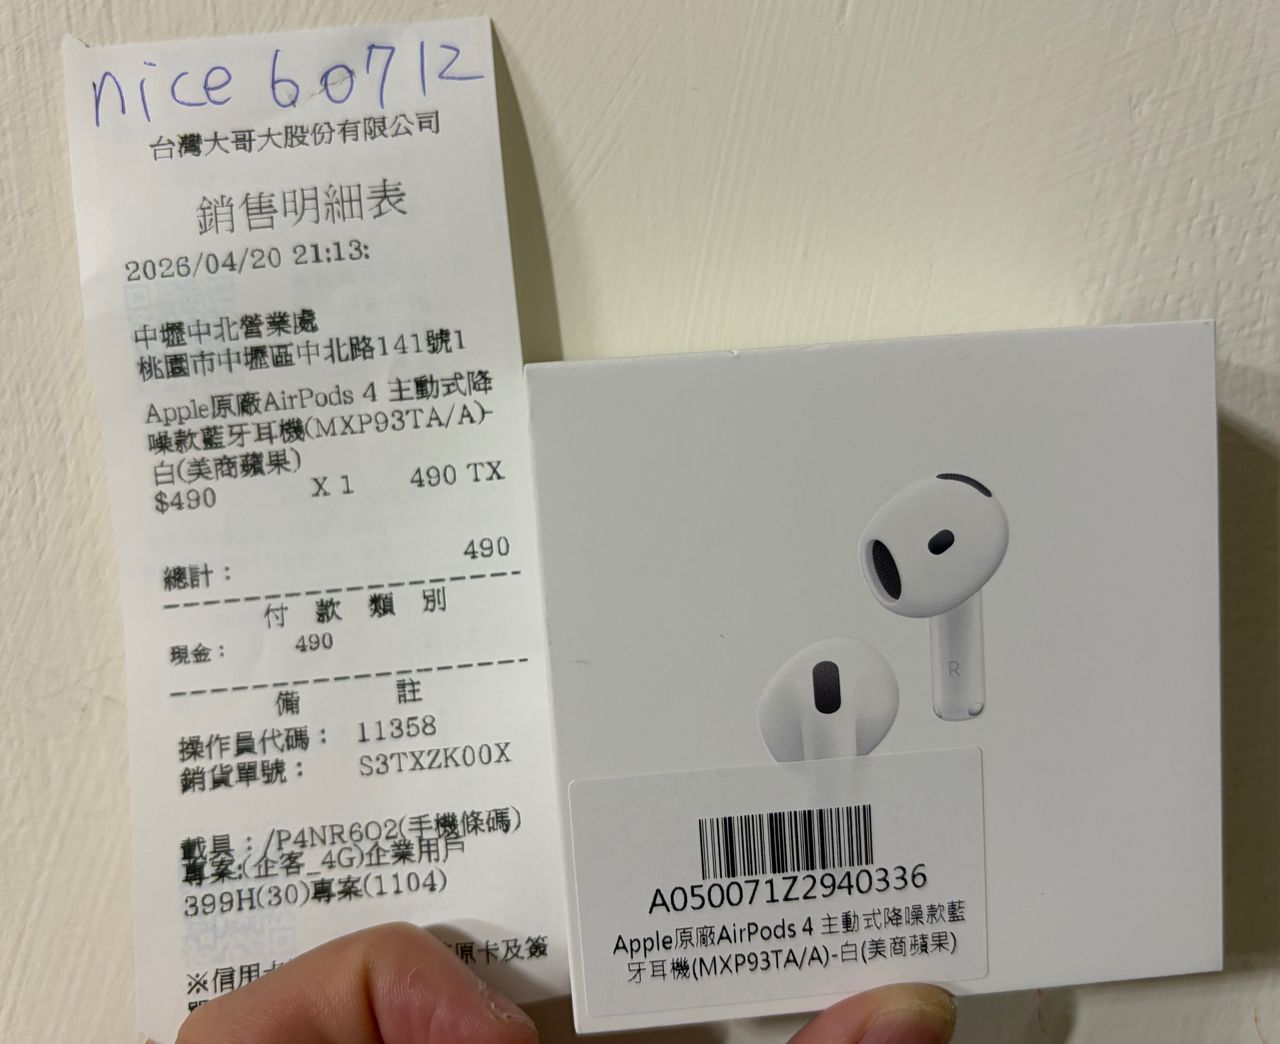 nice 60712
台灣大哥大股份有限公司
銷售明細表
2026/04/20 21:13:
中壢中北營業處
桃園市中壢區中北路141號1
Apple原廠AirPods 4 主動式降
噪款藍牙耳機(MXP93TA/A)-
白(美商蘋果)
$490 X 1 490 TX
490
總計：
付 款 類 別
現金： 490
備 註
操作員代碼： 11358
銷貨單號： S3TXZK00X
載具：/P4NR6O2(手機條碼)
專案:(企客_4G)企業用戶
399H(30)專案(1104)
※信用卡 原卡及簽
R
A050071Z2940336
Apple原廠AirPods 4 主動式降噪款藍
牙耳機(MXP93TA/A)-白(美商蘋果)